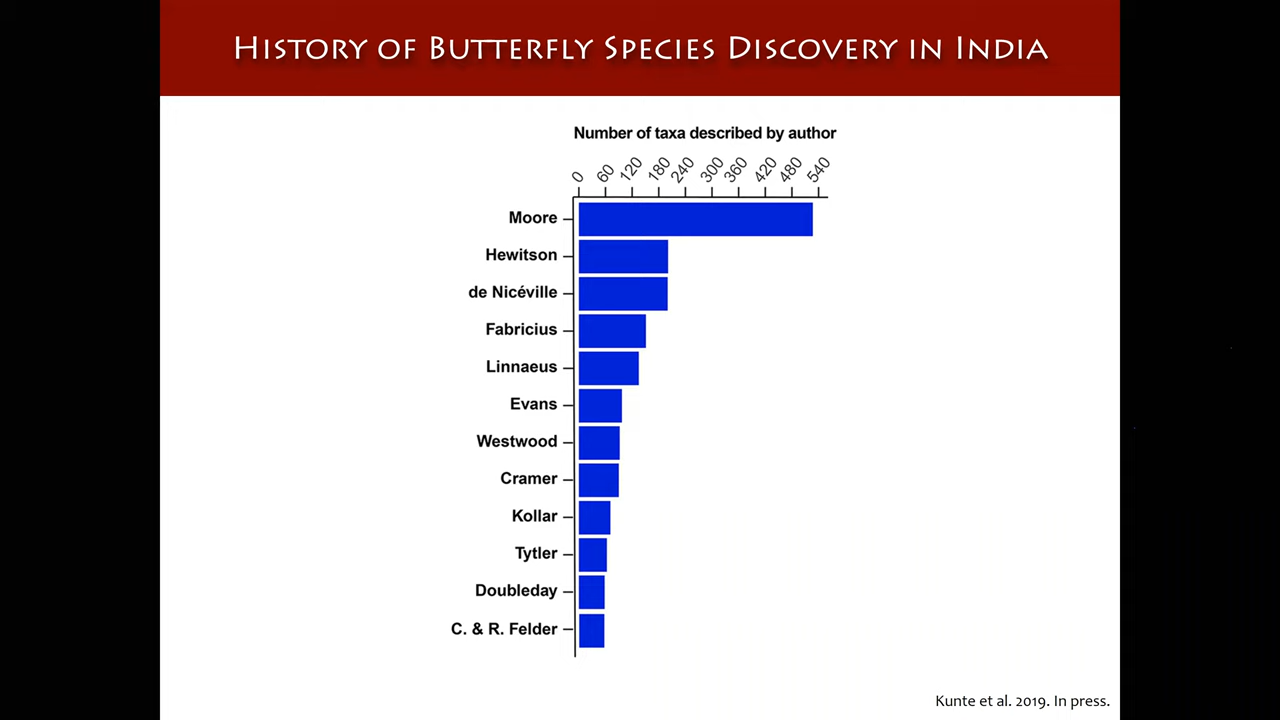 History of Butterfly Species Discovery in India
Number of taxa described by author
0 60 120 180 240 300 360 420 480 540
Moore
Hewitson
de Nicéville
Fabricius
Linnaeus
Evans
Westwood
Cramer
Kollar
Tytler
Doubleday
C. & R. Felder
Kunte et al. 2019. In press.